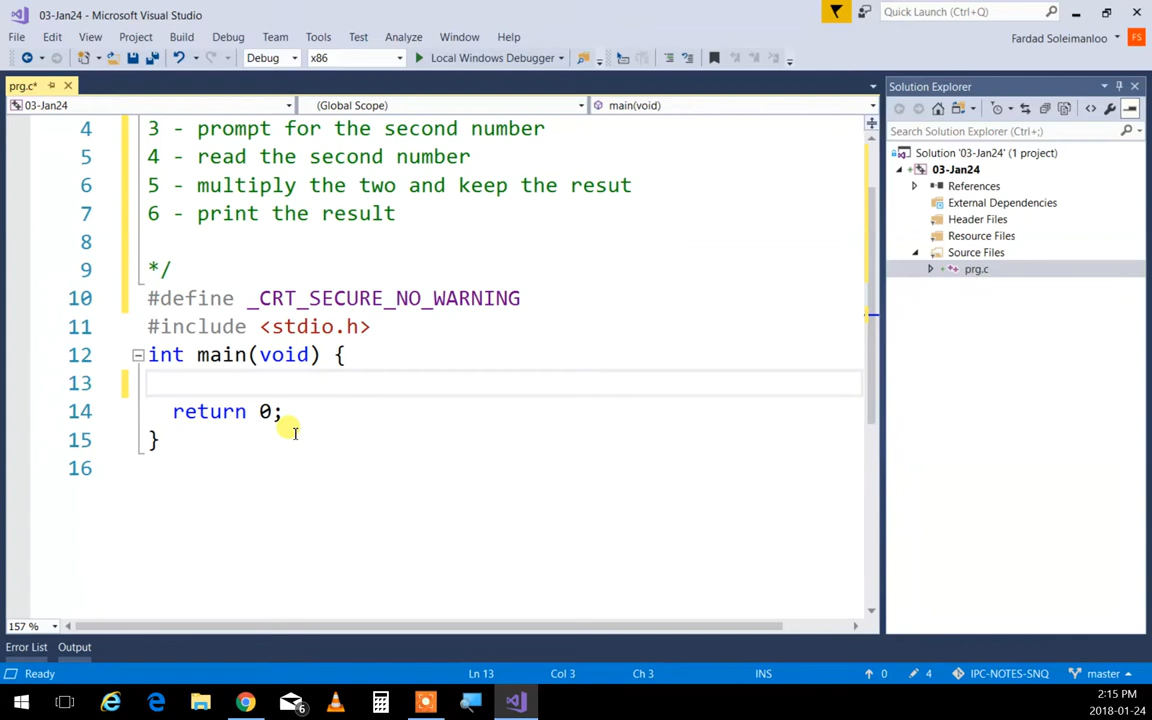 03-Jan24 - Microsoft Visual Studio
Quick Launch (Ctrl+Q)
File Edit View Project Build Debug Team Tools Test Analyze Window Help
Fardad Soleimanloo FS
Debug x86 Local Windows Debugger
prg.c*
Solution Explorer
03-Jan24 (Global Scope) main(void)
Search Solution Explorer (Ctrl+;)
Solution '03-Jan24' (1 project)
03-Jan24
References
External Dependencies
Header Files
Resource Files
Source Files
prg.c
4 3 - prompt for the second number
5 4 - read the second number
6 5 - multiply the two and keep the resut
7 6 - print the result
8
9 */
10 #define _CRT_SECURE_NO_WARNING
11 #include <stdio.h>
12 int main(void) {
13
14 return 0;
15 }
16
157 %
Error List Output
Ready Ln 13 Col 3 Ch 3 INS 0 4 IPC-NOTES-SNQ master
6
2:15 PM
2018-01-24